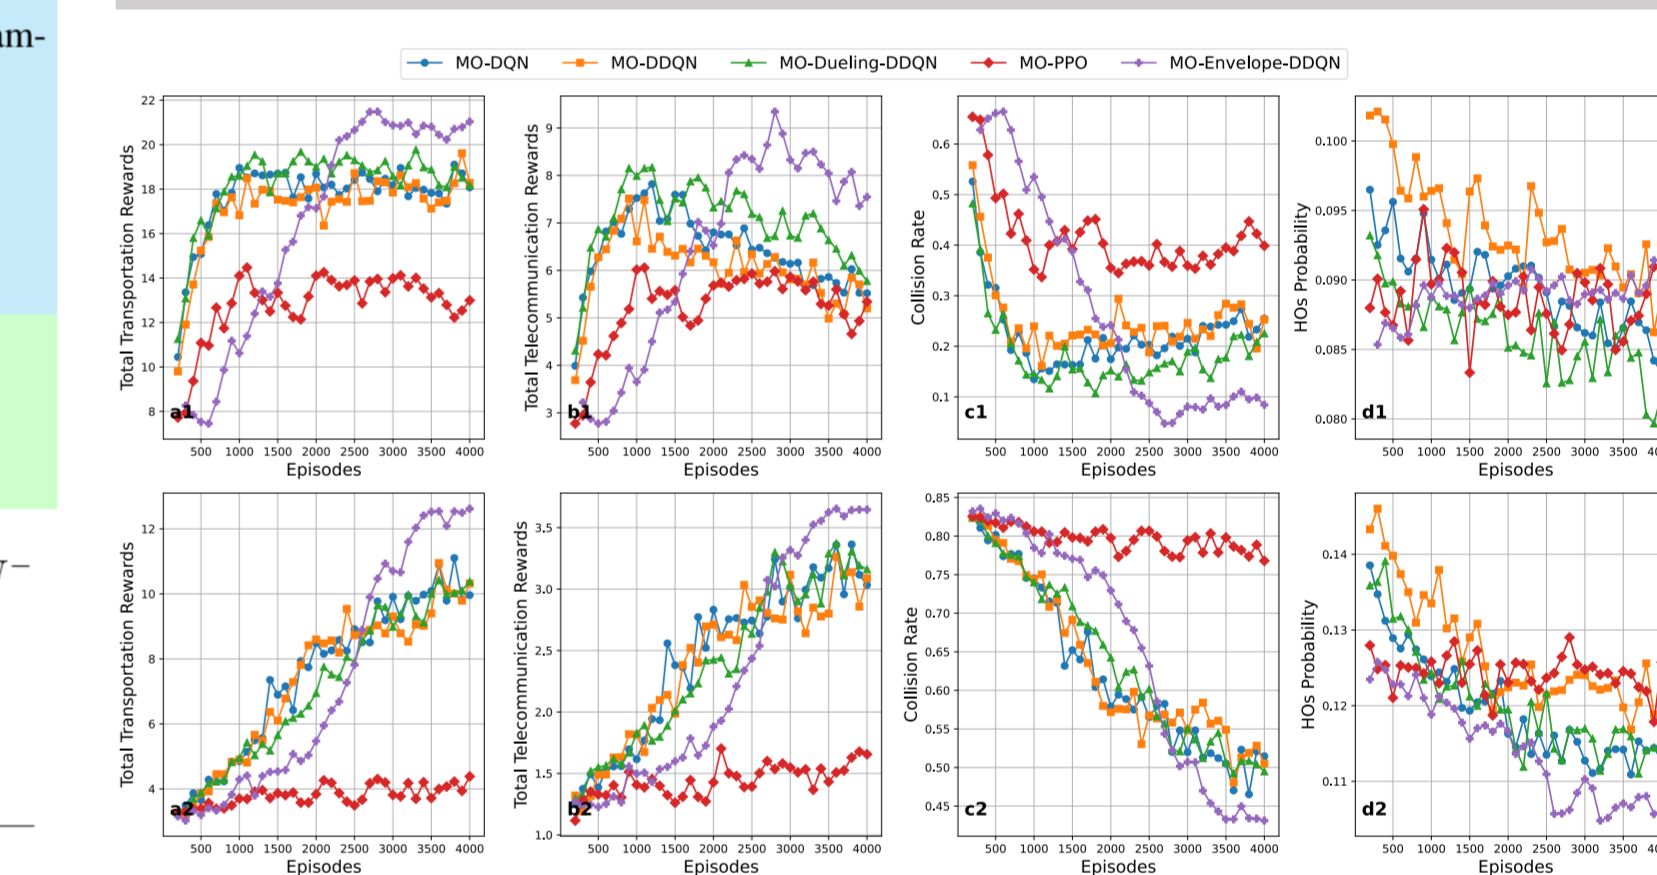 am-
MO-DQN MO-DDQN MO-Dueling-DDQN MO-PPO MO-Envelope-DDQN
Total Transportation Rewards
22
20
18
16
14
12
10
8
a1
500 1000 1500 2000 2500 3000 3500 4000
Episodes
Total Telecommunication Rewards
9
8
7
6
5
4
3
b1
500 1000 1500 2000 2500 3000 3500 4000
Episodes
Collision Rate
0.6
0.5
0.4
0.3
0.2
0.1
c1
500 1000 1500 2000 2500 3000 3500 4000
Episodes
HOs Probability
0.100
0.095
0.090
0.085
0.080
d1
500 1000 1500 2000 2500 3000 3500 40
Episodes
Total Transportation Rewards
12
10
8
6
4
a2
500 1000 1500 2000 2500 3000 3500 4000
Episodes
Total Telecommunication Rewards
3.5
3.0
2.5
2.0
1.5
1.0
b2
500 1000 1500 2000 2500 3000 3500 4000
Episodes
Collision Rate
0.85
0.80
0.75
0.70
0.65
0.60
0.55
0.50
0.45
c2
500 1000 1500 2000 2500 3000 3500 4000
Episodes
HOs Probability
0.14
0.13
0.12
0.11
d2
500 1000 1500 2000 2500 3000 3500 40
Episodes